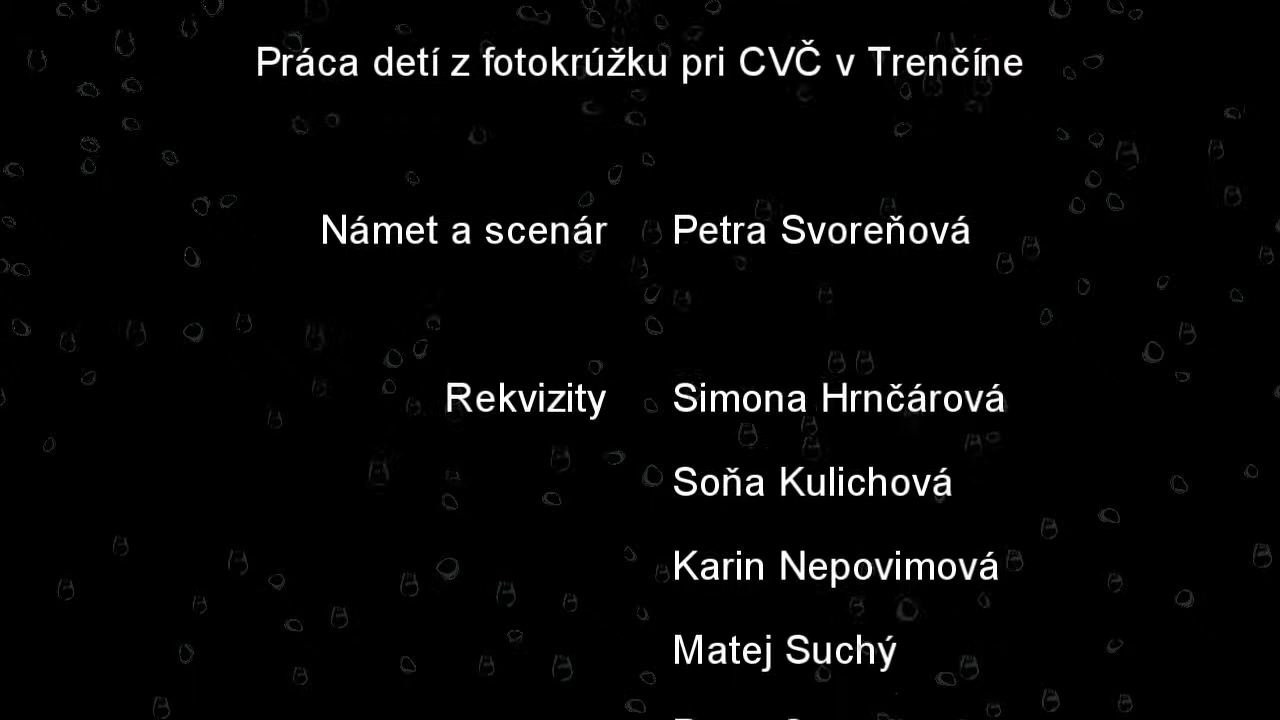 Práca detí z fotokrúžku pri CVČ v Trenčíne
Námet a scenár Petra Svoreňová
Rekvizity Simona Hrnčárová
Soňa Kulichová
Karin Nepovimová
Matej Suchý